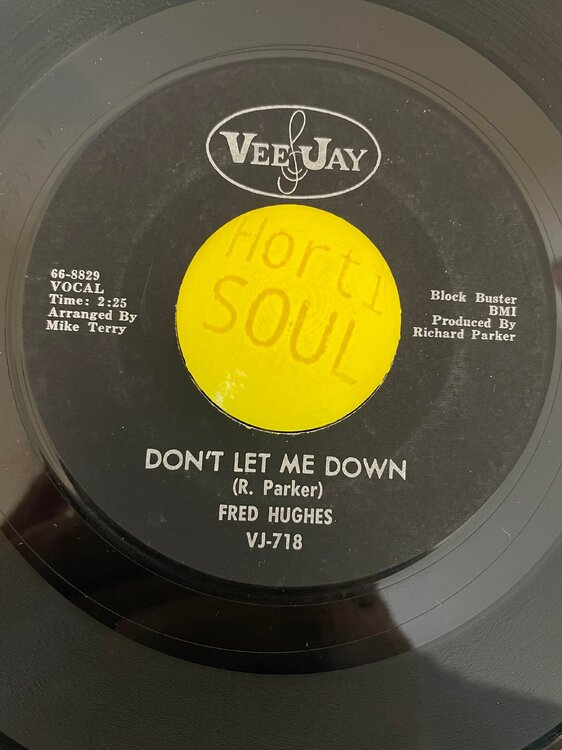 VEE JAY
Horti
SOUL
66-8829
VOCAL
Time: 2:25
Arranged By
Mike Terry
Block Buster
BMI
Produced By
Richard Parker
DON'T LET ME DOWN
(R. Parker)
FRED HUGHES
VJ-718